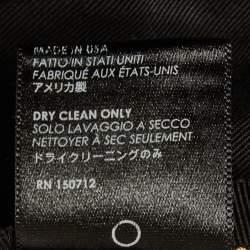 MADE IN USA
FATTO IN STATI UNITI
FABRIQUÉ AUX ÉTATS-UNIS
アメリカ製
DRY CLEAN ONLY
SOLO LAVAGGIO A SECCO
NETTOYER À SEC SEULEMENT
ドライクリーニングのみ
RN 150712